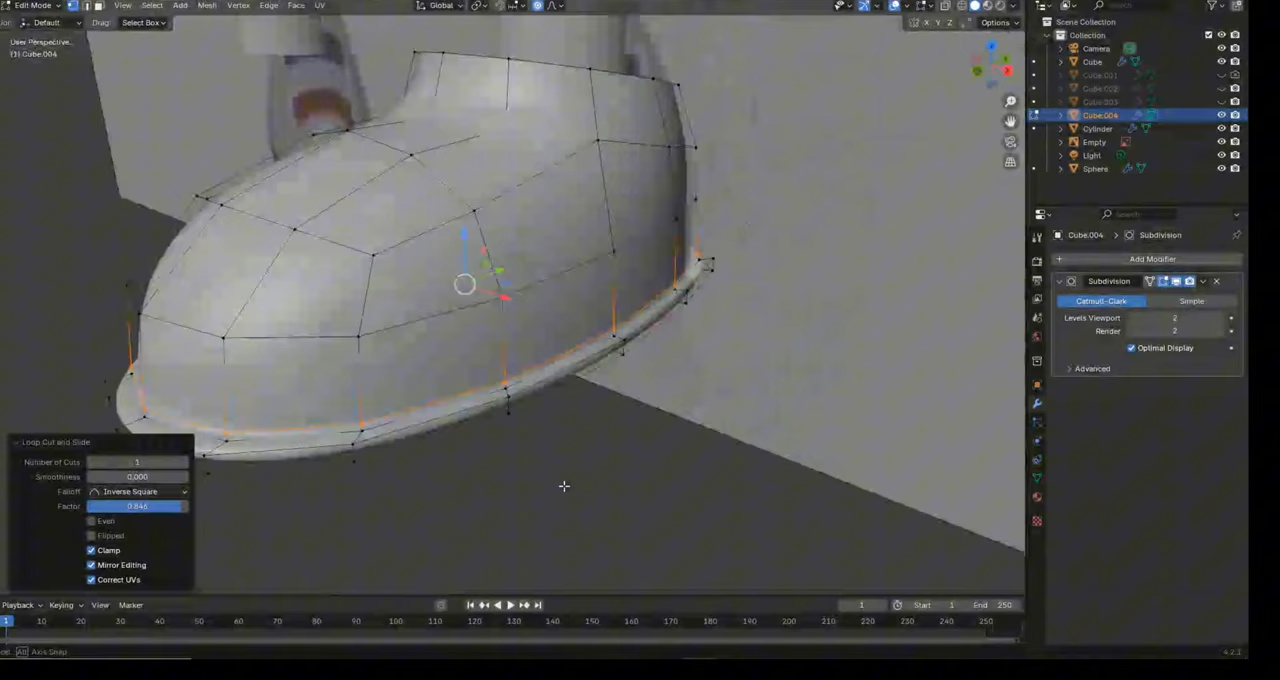 Edit Mode View Select Add Mesh Vertex Edge Faces UV Global
Default Drag: Select Box X Y Z Options
User Perspective
(1) Cube.004
Scene Collection
Collection
Camera
Cube
Cube.001
Cube.002
Cube.003
Cube.004
Cylinder
Empty
Light
Sphere
Search
Cube.004 > Subdivision
+ Add Modifier
Subdivision
Catmull-Clark Simple
Levels Viewport 2
Render 2
Optimal Display
Advanced
Loop Cut and Slide
Number of Cuts 1
Smoothness 0.000
Falloff Inverse Square
Factor 0.846
Even
Flipped
Clamp
Mirror Editing
Correct UVs
Playback Keying View Marker 1 Start 1 End 250
1 10 20 30 40 50 60 70 80 90 100 110 120 130 140 150 160 170 180 190 200 210 220 230 240 250
Alt Axis Snap 4.2.1